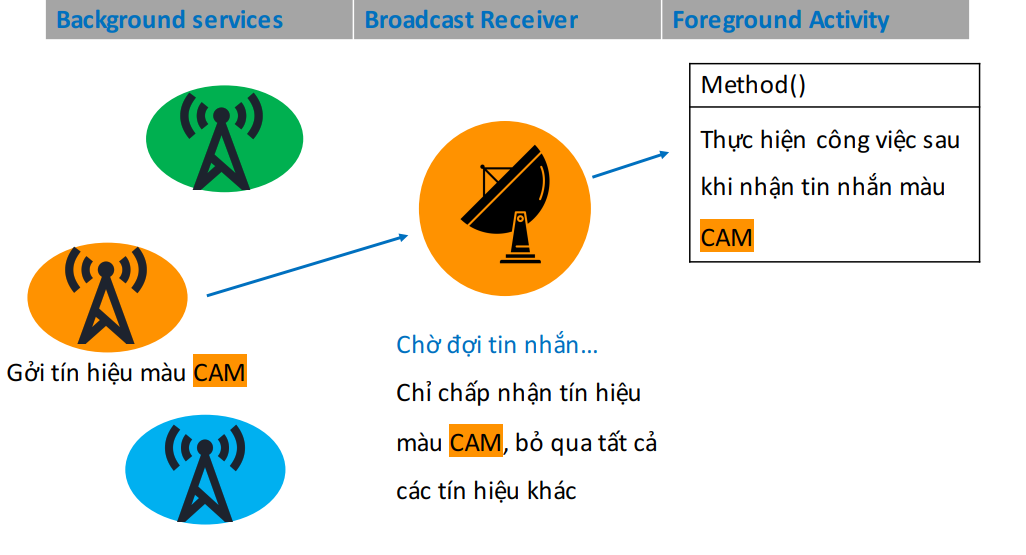 Background services
Broadcast Receiver
Foreground Activity
Method()
Thực hiện công việc sau
khi nhận tin nhắn màu
CAM
Gởi tín hiệu màu CAM
Chờ đợi tin nhắn...
Chỉ chấp nhận tín hiệu
màu CAM, bỏ qua tất cả
các tín hiệu khác